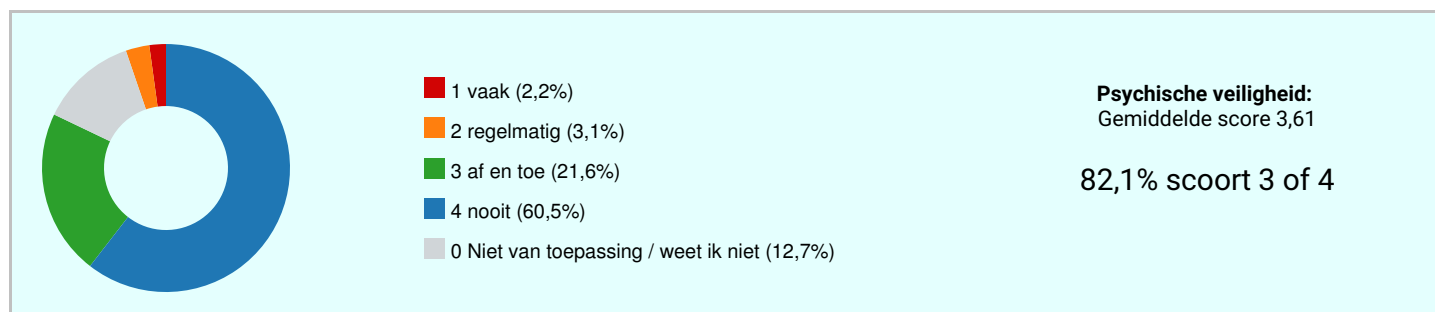 1 vaak (2,2%)
2 regelmatig (3,1%)
3 af en toe (21,6%)
4 nooit (60,5%)
0 Niet van toepassing / weet ik niet (12,7%)
Psychische veiligheid:
Gemiddelde score 3,61
82,1% scoort 3 of 4